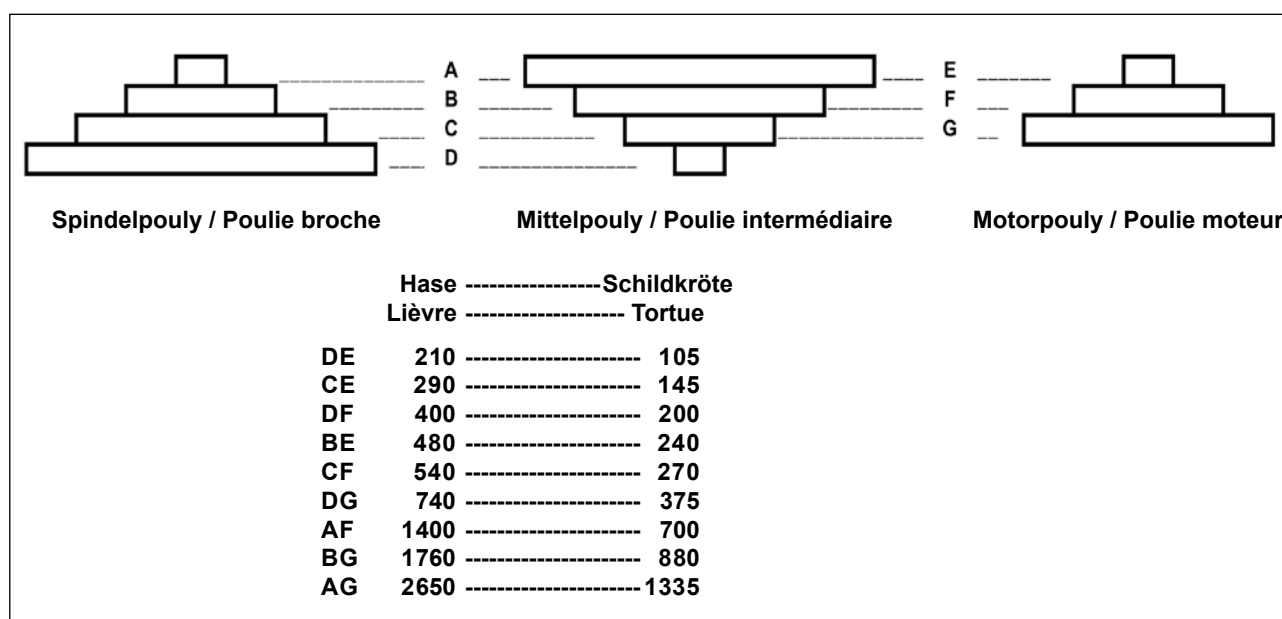 A E
B F
C G
D
Spindelpouly / Poulie broche Mittelpouly / Poulie intermédiaire Motorpouly / Poulie moteur
Hase -----------------Schildkröte
Lièvre -------------------- Tortue
DE 210 ---------------------- 105
CE 290 ---------------------- 145
DF 400 ---------------------- 200
BE 480 ---------------------- 240
CF 540 ---------------------- 270
DG 740 ---------------------- 375
AF 1400 ---------------------- 700
BG 1760 ---------------------- 880
AG 2650 ----------------------1335